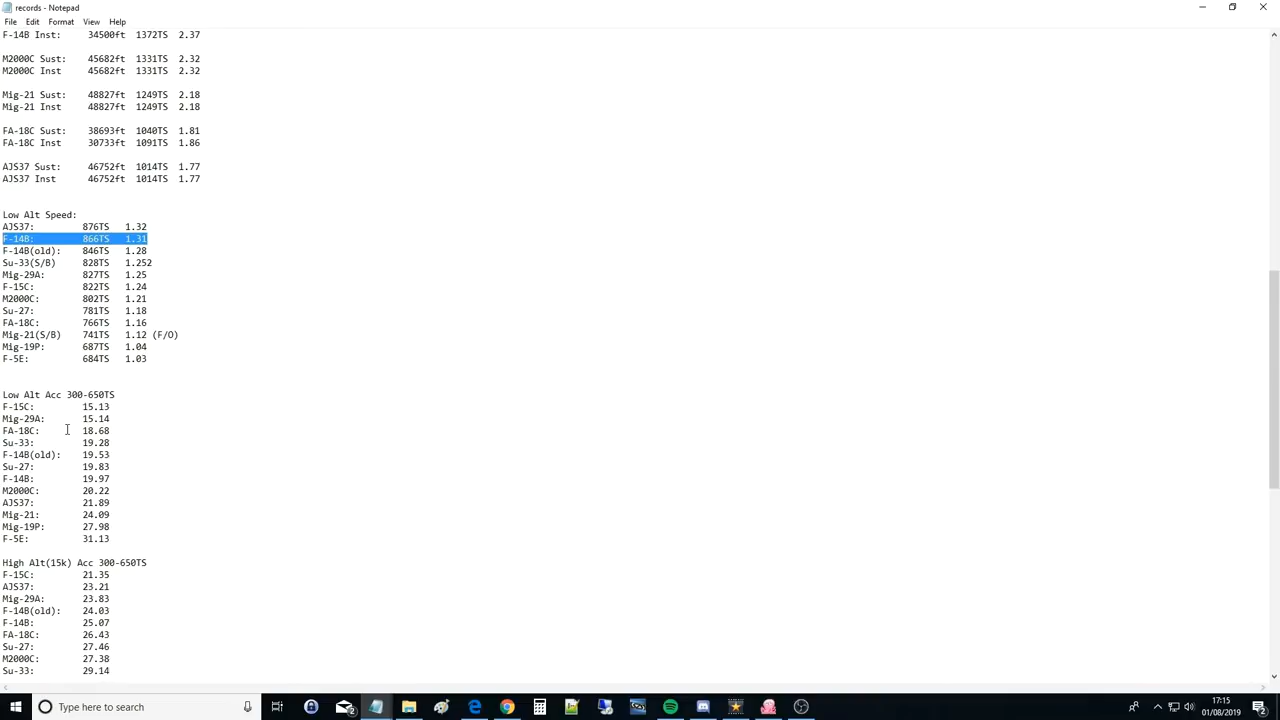 records - Notepad
File Edit Format View Help
F-14B Inst: 34500ft 1372TS 2.37
M2000C Sust: 45682ft 1331TS 2.32
M2000C Inst 45682ft 1331TS 2.32
Mig-21 Sust: 48827ft 1249TS 2.18
Mig-21 Inst 48827ft 1249TS 2.18
FA-18C Sust: 38693ft 1040TS 1.81
FA-18C Inst 30733ft 1091TS 1.86
AJS37 Sust: 46752ft 1014TS 1.77
AJS37 Inst 46752ft 1014TS 1.77
Low Alt Speed:
AJS37: 876TS 1.32
F-14B: 866TS 1.31
F-14B(old): 846TS 1.28
Su-33(S/B) 828TS 1.252
Mig-29A: 827TS 1.25
F-15C: 822TS 1.24
M2000C: 802TS 1.21
Su-27: 781TS 1.18
FA-18C: 766TS 1.16
Mig-21(S/B) 741TS 1.12 (F/O)
Mig-19P: 687TS 1.04
F-5E: 684TS 1.03
Low Alt Acc 300-650TS
F-15C: 15.13
Mig-29A: 15.14
FA-18C: 18.68
Su-33: 19.28
F-14B(old): 19.53
Su-27: 19.83
F-14B: 19.97
M2000C: 20.22
AJS37: 21.89
Mig-21: 24.09
Mig-19P: 27.98
F-5E: 31.13
High Alt(15k) Acc 300-650TS
F-15C: 21.35
AJS37: 23.21
Mig-29A: 23.83
F-14B(old): 24.03
F-14B: 25.07
FA-18C: 26.43
Su-27: 27.46
M2000C: 27.38
Su-33: 29.14
Type here to search
17:15
01/08/2019